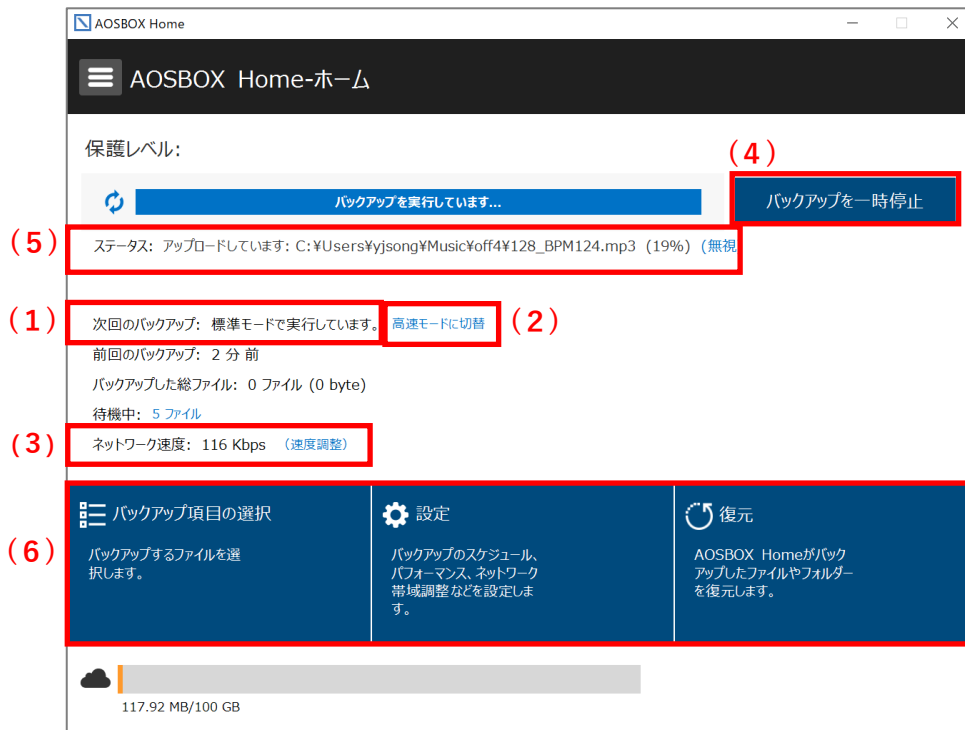 AOSBOX Home
AOSBOX Home-ホーム
保護レベル:
(4)
バックアップを実行しています...
バックアップを一時停止
(5)
ステータス: アップロードしています: C:¥Users¥yjsong¥Music¥off4¥128_BPM124.mp3 (19%) (無視
(1)
次回のバックアップ: 標準モードで実行しています。 高速モードに切替
(2)
前回のバックアップ: 2 分 前
バックアップした総ファイル: 0 ファイル (0 byte)
待機中: 5 ファイル
(3)
ネットワーク速度: 116 Kbps (速度調整)
(6)
バックアップ項目の選択
バックアップするファイルを選
択します。
設定
バックアップのスケジュール、
パフォーマンス、ネットワーク
帯域調整などを設定しま
す。
復元
AOSBOX Homeがバック
アップしたファイルやフォルダー
を復元します。
117.92 MB/100 GB